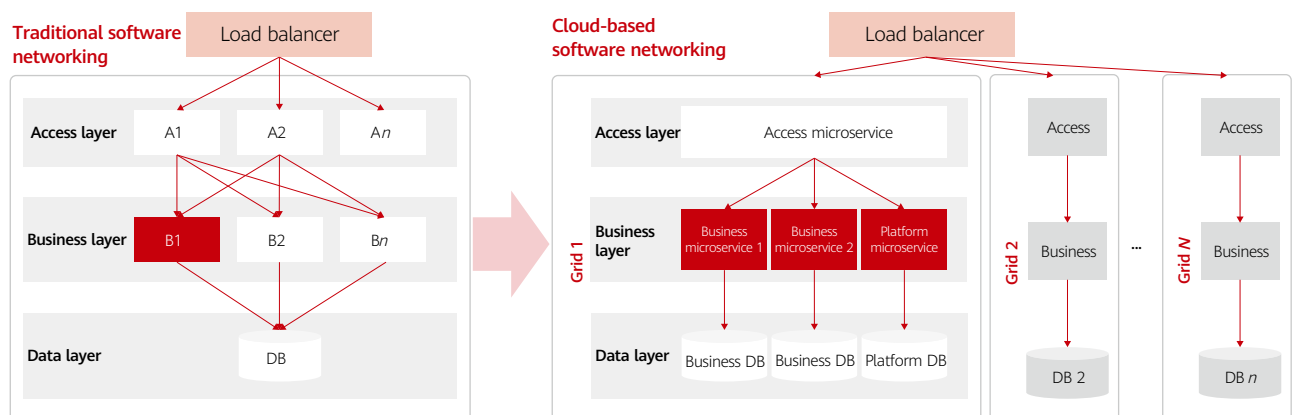 Traditional software
networking
Load balancer
Access layer
A1
A2
An
Business layer
B1
B2
Bn
Data layer
DB
Cloud-based
software networking
Load balancer
Grid 1
Access layer
Access microservice
Business
layer
Business
microservice 1
Business
microservice 2
Platform
microservice
Data layer
Business DB
Business DB
Platform DB
Grid 2
Access
Business
DB 2
...
Grid N
Access
Business
DB n